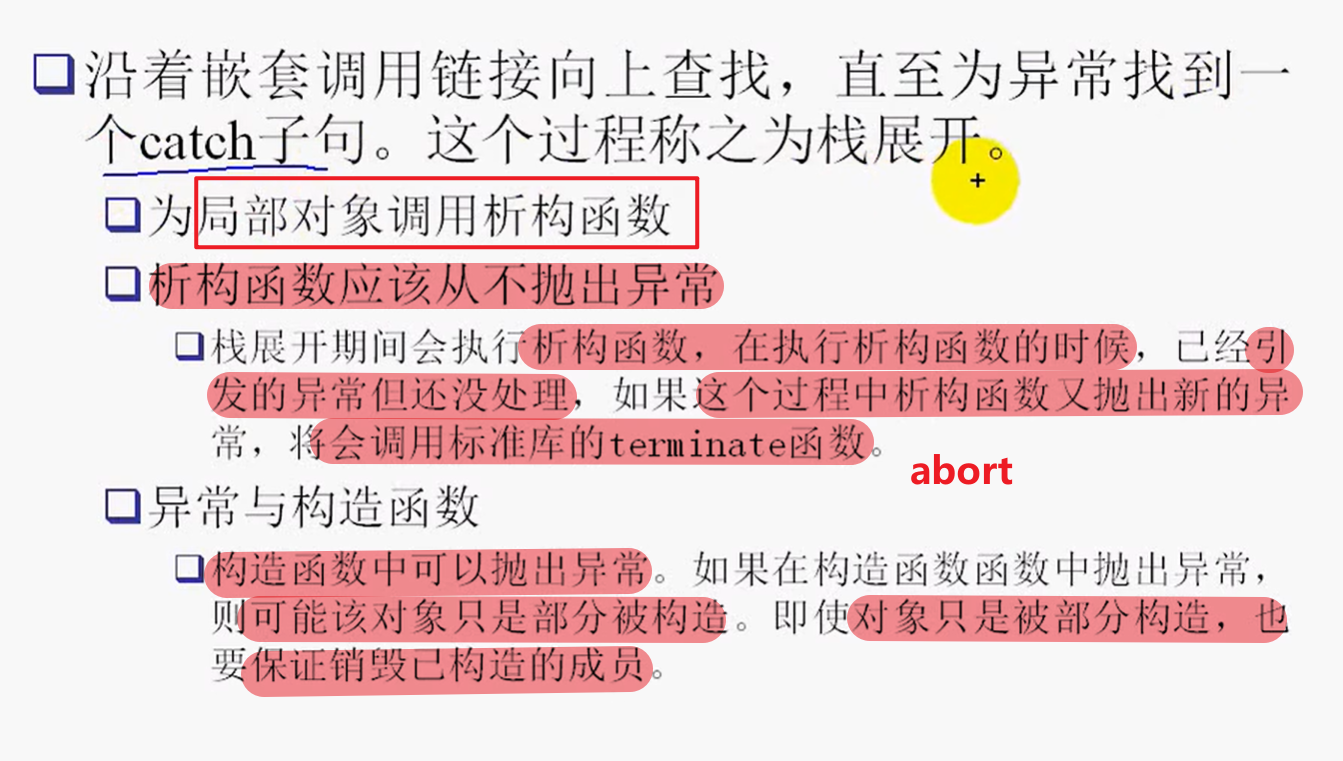 沿着嵌套调用链接向上查找，直至为异常找到一
个catch子句。这个过程称之为栈展开。
为局部对象调用析构函数
析构函数应该从不抛出异常
栈展开期间会执行析构函数，在执行析构函数的时候，已经引
发的异常但还没处理，如果这个过程中析构函数又抛出新的异
常，将会调用标准库的terminate函数。
abort
异常与构造函数
构造函数中可以抛出异常。如果在构造函数函数中抛出异常，
则可能该对象只是部分被构造。即使对象只是被部分构造，也
要保证销毁已构造的成员。